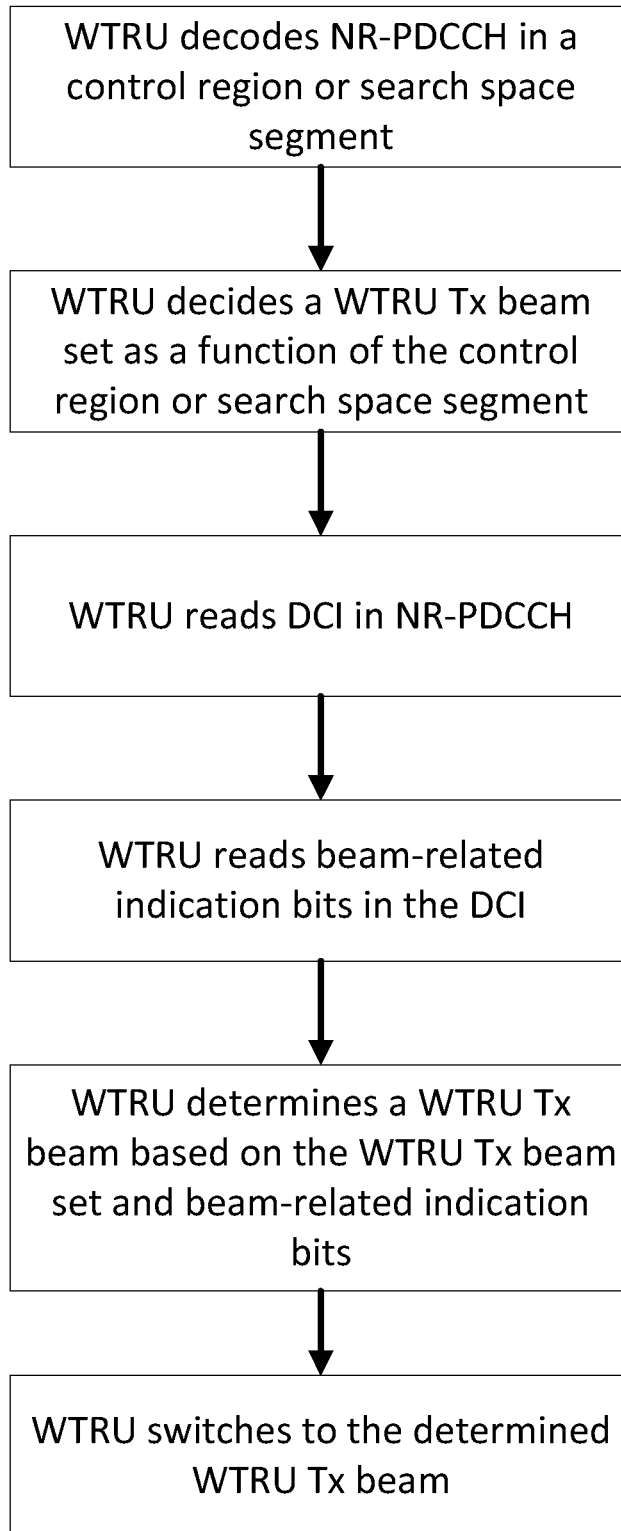 WTRU decodes NR-PDCCH in a
control region or search space
segment
WTRU decides a WTRU Tx beam
set as a function of the control
region or search space segment
WTRU reads DCI in NR-PDCCH
WTRU reads beam-related
indication bits in the DCI
WTRU determines a WTRU Tx
beam based on the WTRU Tx beam
set and beam-related indication
bits
WTRU switches to the determined
WTRU Tx beam